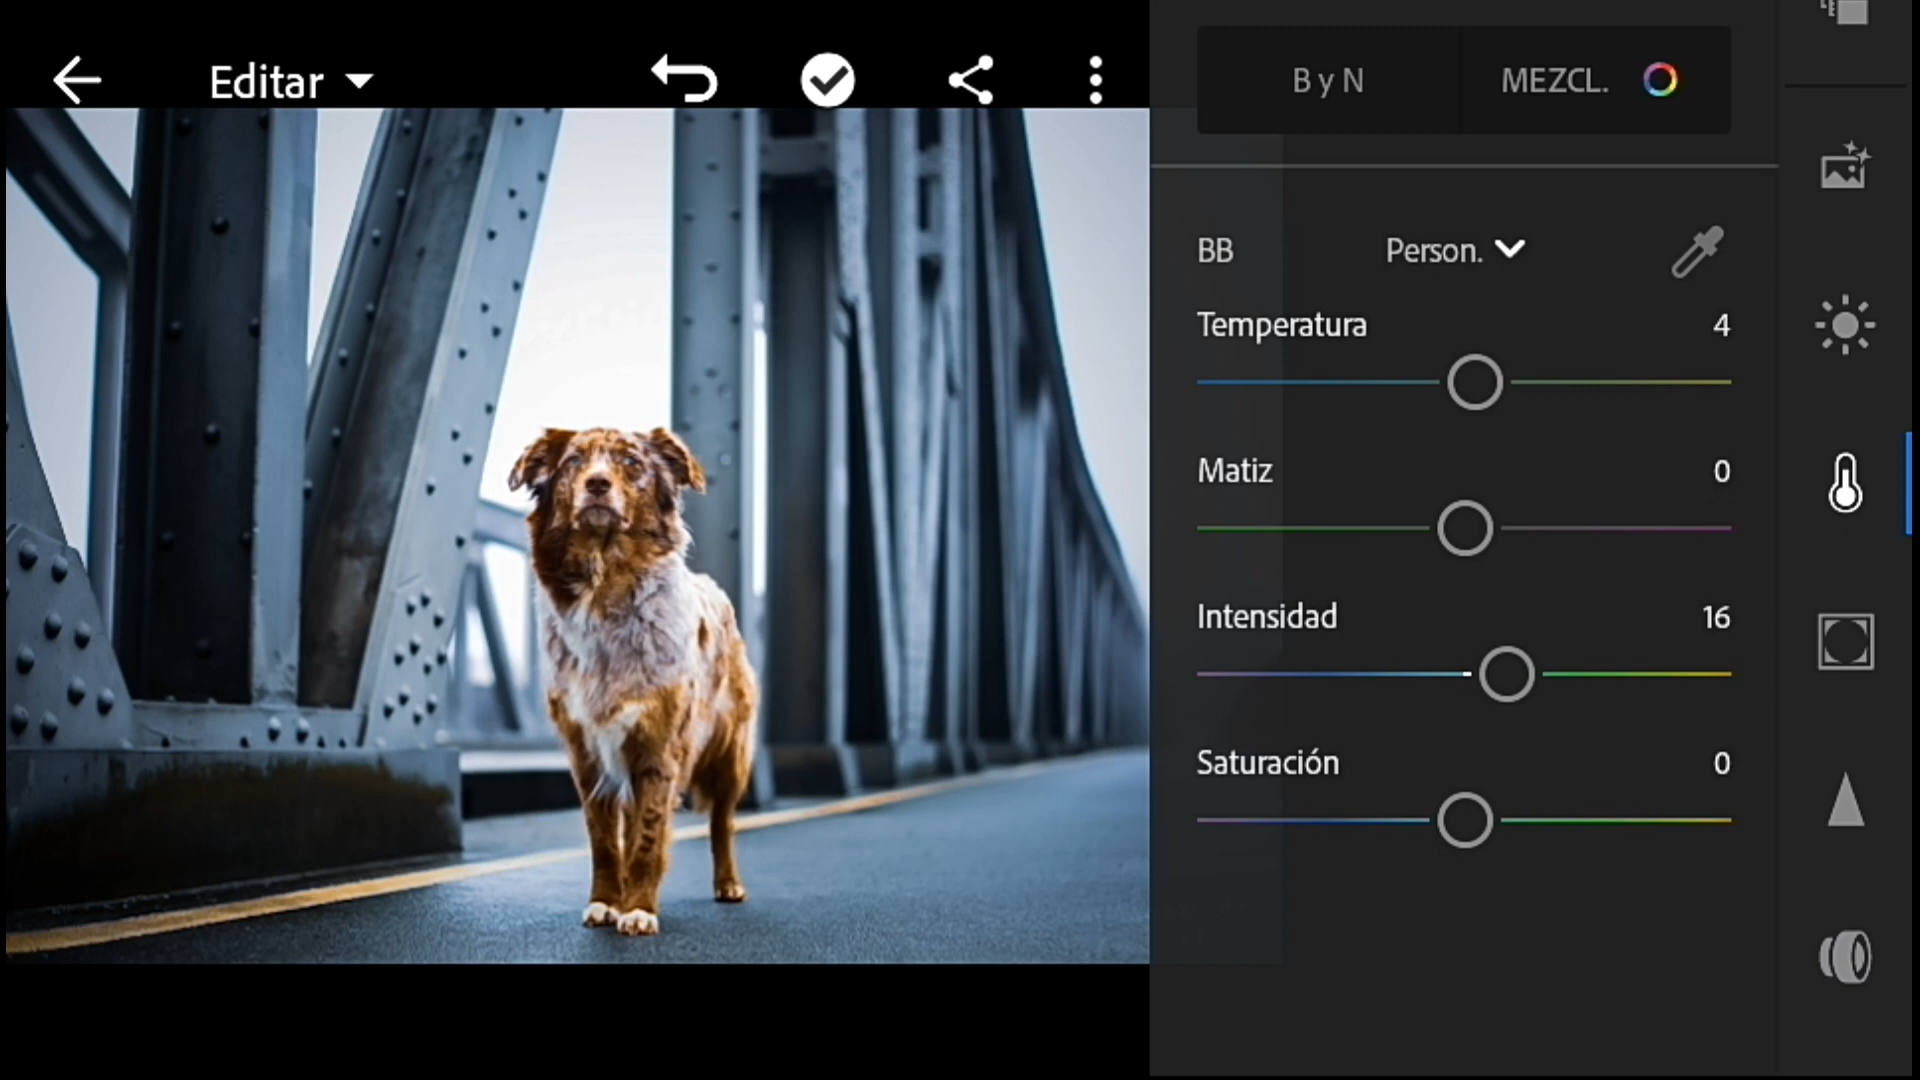 Editar
B y N
MEZCL.
BB
Person.
Temperatura
4
Matiz
0
Intensidad
16
Saturación
0